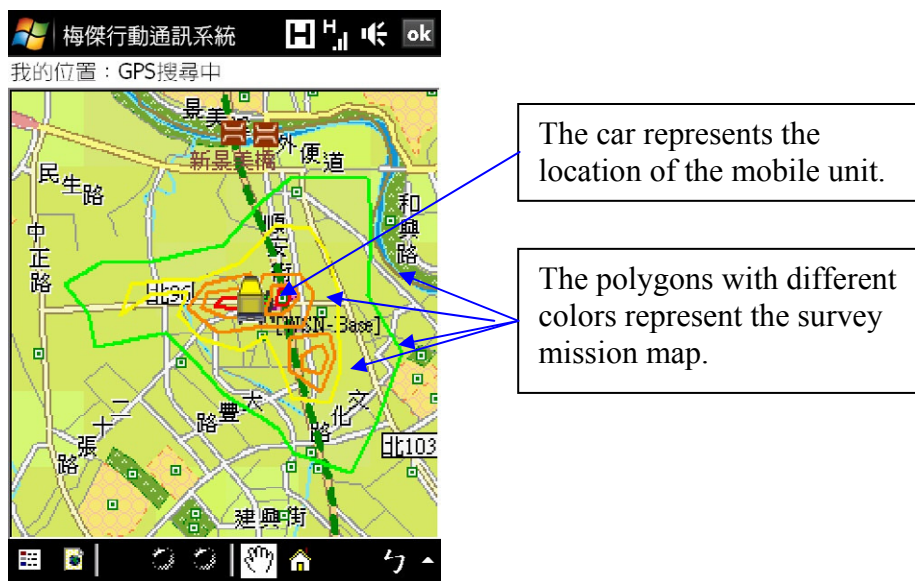 梅傑行動通訊系統
H
H
ok
我的位置：GPS搜尋中
景美
新景美橋
外便道
民生路
和興路
中正路
順安街
北96
[WSN-Base]
大豐路
文化路
二十張路
北103
建興街
ㄅ
The car represents the
location of the mobile unit.
The polygons with different
colors represent the survey
mission map.